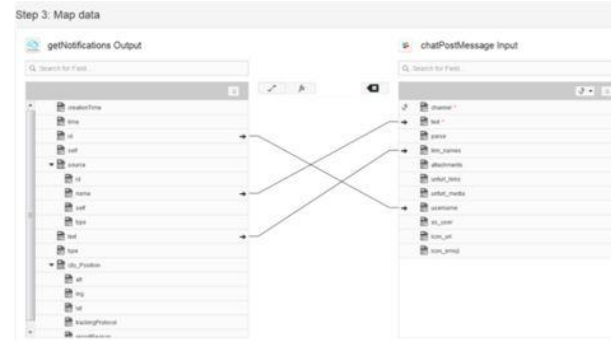 Step 3: Map data
getNotifications Output
Search for Field...
creationTime
time
id
self
source
id
name
self
type
text
type
c8y_Position
alt
lng
lat
trackingProtocol
chatPostMessage Input
Search for Field...
channel *
text *
parse
link_names
attachments
unfurl_links
unfurl_media
username
as_user
icon_url
icon_emoji